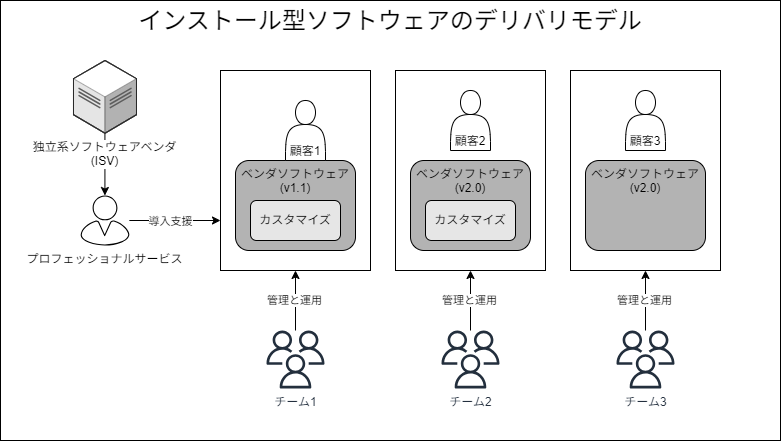 インストール型ソフトウェアのデリバリモデル
独立系ソフトウェアベンダ
(ISV)
プロフェッショナルサービス
導入支援
顧客1
ベンダソフトウェア
(v1.1)
カスタマイズ
管理と運用
チーム1
顧客2
ベンダソフトウェア
(v2.0)
カスタマイズ
管理と運用
チーム2
顧客3
ベンダソフトウェア
(v2.0)
管理と運用
チーム3